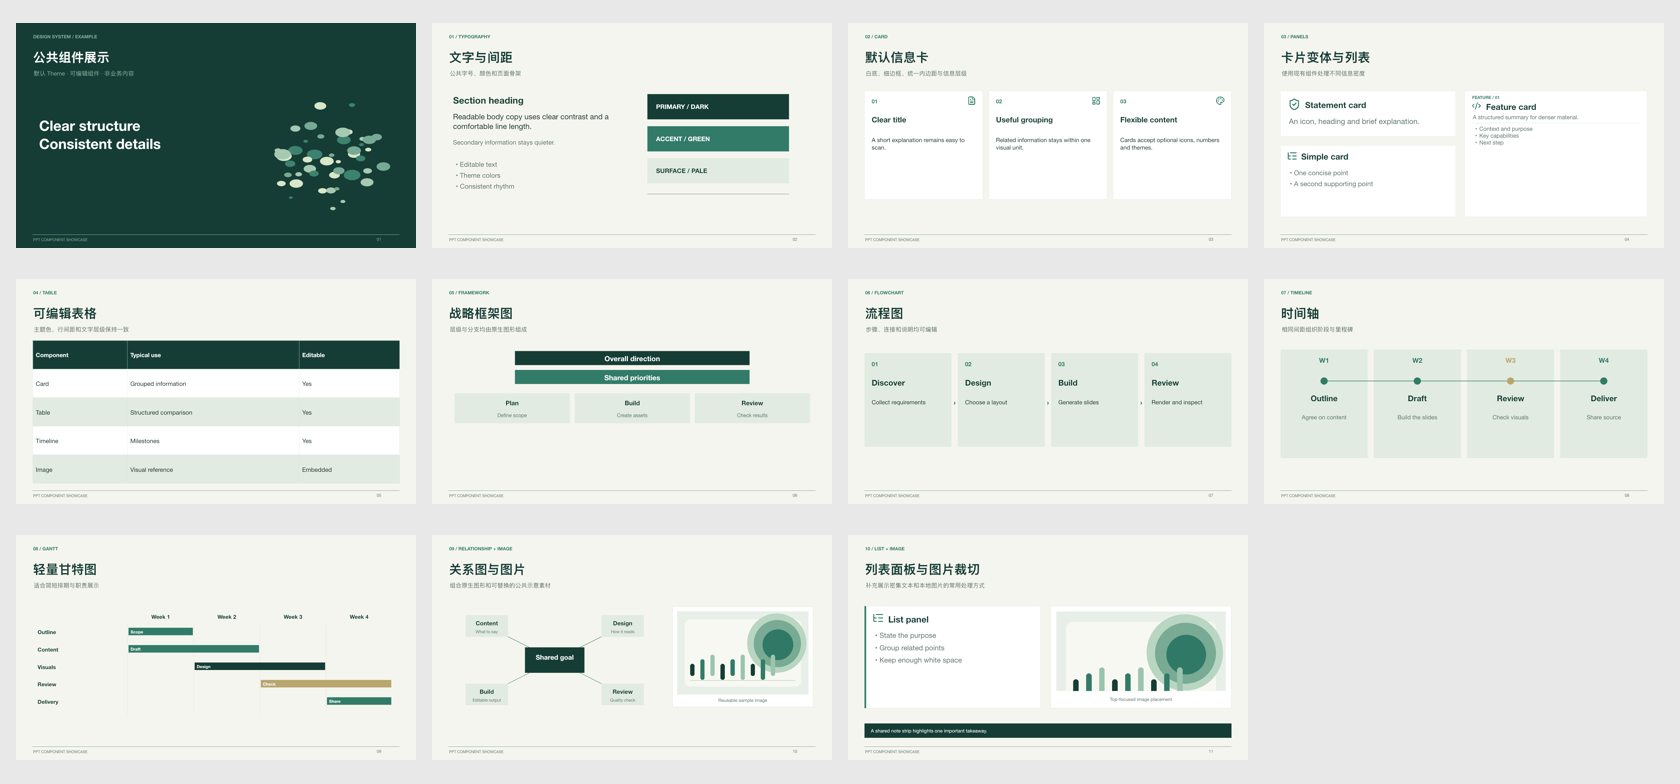 DESIGN SYSTEM / EXAMPLE
公共组件展示
默认 Theme · 可编辑组件 · 非业务内容
Clear structure
Consistent details
PPT COMPONENT SHOWCASE
01
01 / TYPOGRAPHY
文字与间距
公共字号、颜色和页面骨架
Section heading
Readable body copy uses clear contrast and a
comfortable line length.
Secondary information stays quieter.
• Editable text
• Theme colors
• Consistent rhythm
PRIMARY / DARK
ACCENT / GREEN
SURFACE / PALE
PPT COMPONENT SHOWCASE
02
02 / CARD
默认信息卡
白底、细边框、统一内边距与信息层级
01
Clear title
A short explanation remains easy to
scan.
02
Useful grouping
Related information stays within one
visual unit.
03
Flexible content
Cards accept optional icons, numbers
and themes.
PPT COMPONENT SHOWCASE
03
03 / PANELS
卡片变体与列表
使用现有组件处理不同信息密度
Statement card
An icon, heading and brief explanation.
Simple card
• One concise point
• A second supporting point
FEATURE / 01
Feature card
A structured summary for denser material.
• Context and purpose
• Key capabilities
• Next step
PPT COMPONENT SHOWCASE
04
04 / TABLE
可编辑表格
主题色、行间距和文字层级保持一致
Component Typical use Editable
Card Grouped information Yes
Table Structured comparison Yes
Timeline Milestones Yes
Image Visual reference Embedded
PPT COMPONENT SHOWCASE
05
05 / FRAMEWORK
战略框架图
层级与分支均由原生图形组成
Overall direction
Shared priorities
Plan
Define scope
Build
Create assets
Review
Check results
PPT COMPONENT SHOWCASE
06
06 / FLOWCHART
流程图
步骤、连接和说明均可编辑
01
Discover
Collect requirements
›
02
Design
Choose a layout
›
03
Build
Generate slides
›
04
Review
Render and inspect
PPT COMPONENT SHOWCASE
07
07 / TIMELINE
时间轴
相同间距组织阶段与里程碑
W1
Outline
Agree on content
W2
Draft
Build the slides
W3
Review
Check visuals
W4
Deliver
Share source
PPT COMPONENT SHOWCASE
08
08 / GANTT
轻量甘特图
适合简短排期与职责展示
Week 1 Week 2 Week 3 Week 4
Outline Scope
Content Draft
Visuals Design
Review Check
Delivery Share
PPT COMPONENT SHOWCASE
09
09 / RELATIONSHIP + IMAGE
关系图与图片
组合原生图形和可替换的公共示意素材
Content
What to say
Design
How it reads
Shared goal
Build
Editable output
Review
Quality check
Reusable sample image
PPT COMPONENT SHOWCASE
10
10 / LIST + IMAGE
列表面板与图片裁切
补充展示密集文本和本地图片的常用处理方式
List panel
• State the purpose
• Group related points
• Keep enough white space
Top-focused image placement
A shared note strip highlights one important takeaway.
PPT COMPONENT SHOWCASE
11